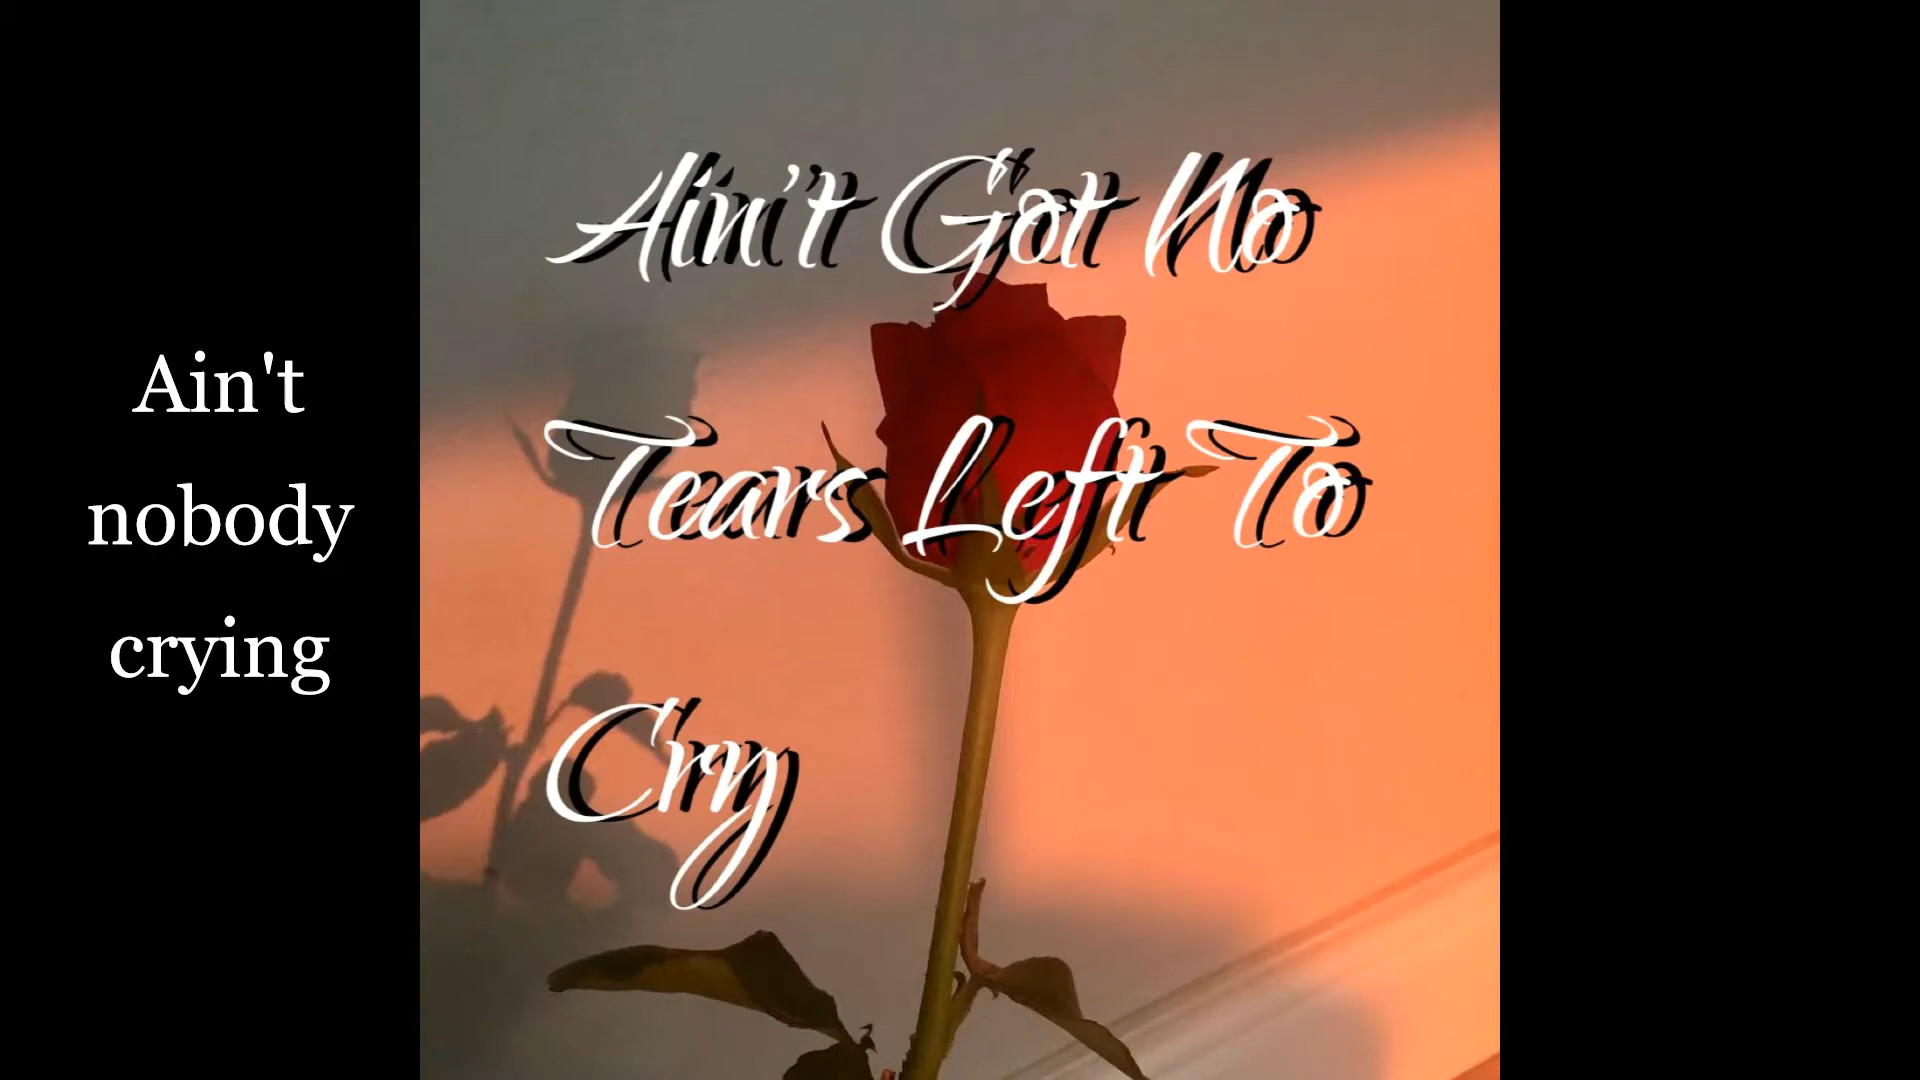 Ain't
nobody
crying
Ain't Got No
Tears Left To
Cry